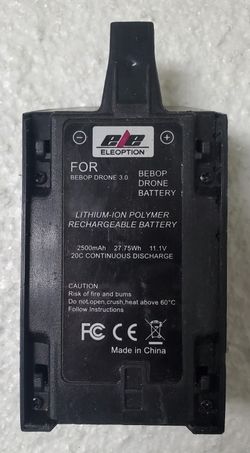 ele
ELEOPTION
FOR
BEBOP DRONE 3.0
BEBOP
DRONE
BATTERY
LITHIUM-ION POLYMER
RECHARGEABLE BATTERY
2500mAh 27.75Wh 11.1V
20C CONTINUOUS DISCHARGE
CAUTION
Risk of fire and burns
Do not,open,crush,heat above 60°C
Follow Instructions
FC CE
Made in China